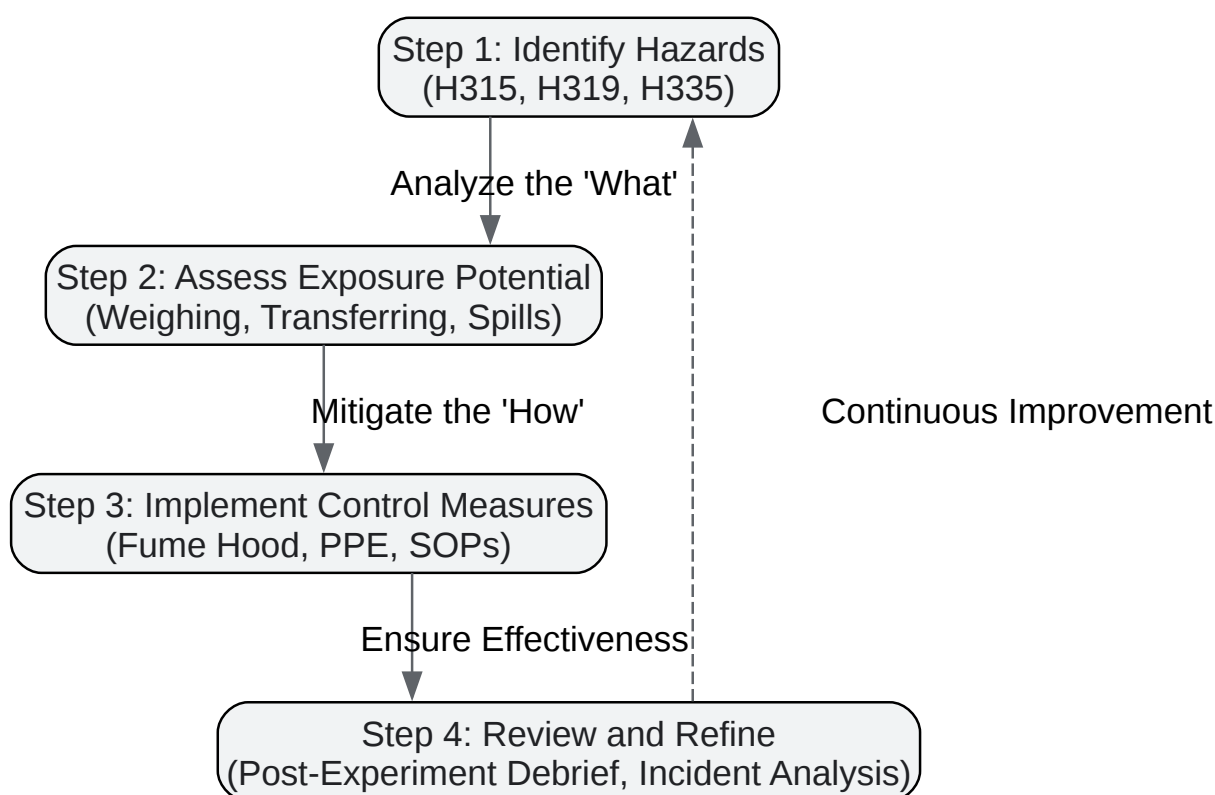 Step 1: Identify Hazards
(H315, H319, H335)
Analyze the 'What'
Step 2: Assess Exposure Potential
(Weighing, Transferring, Spills)
Mitigate the 'How'
Continuous Improvement
Step 3: Implement Control Measures
(Fume Hood, PPE, SOPs)
Ensure Effectiveness
Step 4: Review and Refine
(Post-Experiment Debrief, Incident Analysis)